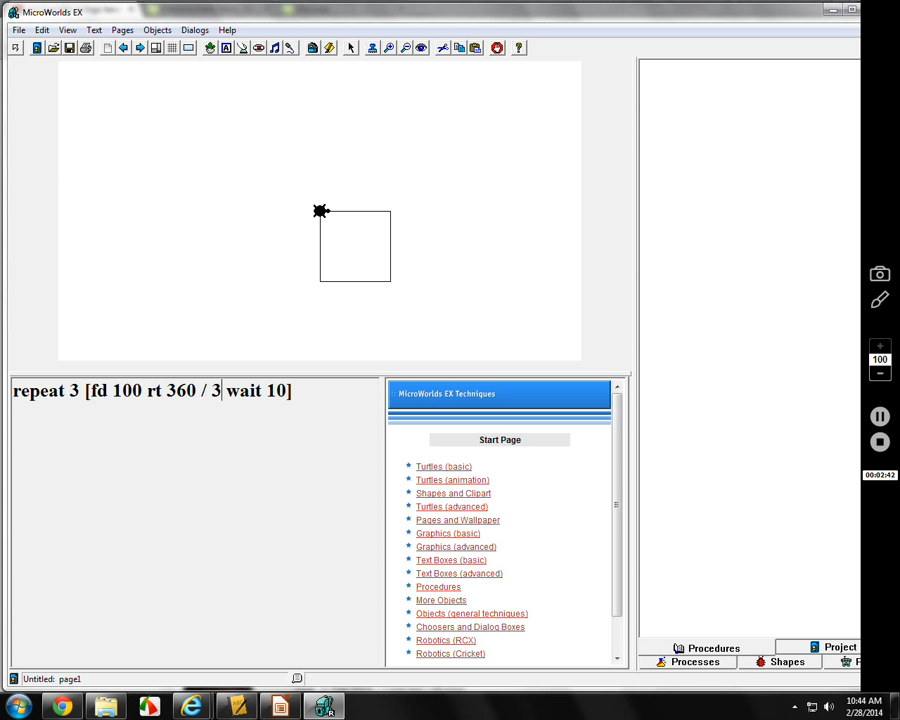 MicroWorlds EX
File Edit View Text Pages Objects Dialogs Help
repeat 3 [fd 100 rt 360 / 3 wait 10]
MicroWorlds EX Techniques
Start Page
Turtles (basic)
Turtles (animation)
Shapes and Clipart
Turtles (advanced)
Pages and Wallpaper
Graphics (basic)
Graphics (advanced)
Text Boxes (basic)
Text Boxes (advanced)
Procedures
More Objects
Objects (general techniques)
Choosers and Dialog Boxes
Robotics (RCX)
Robotics (Cricket)
100
00:02:42
Procedures Project
Processes Shapes F
Untitled: page1
10:44 AM
2/28/2014